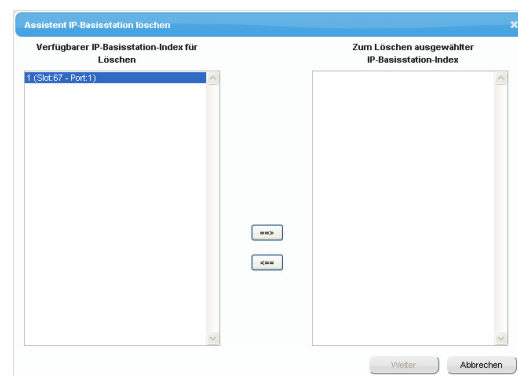 Assistent IP-Basisstation löschen
Verfügbarer IP-Basisstation-Index für
Löschen
Zum Löschen ausgewählter
IP-Basisstation-Index
1 (Slot:67 - Port:1)
==>
<==
Weiter
Abbrechen